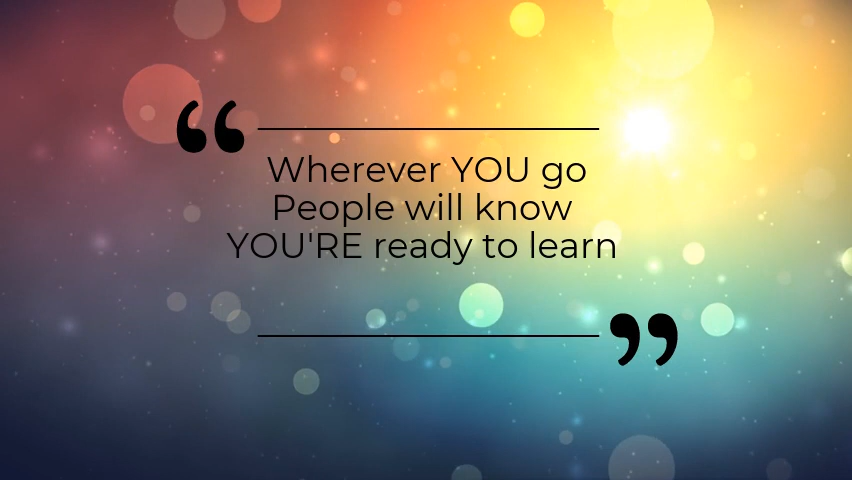 “
Wherever YOU go
People will know
YOU'RE ready to learn
”